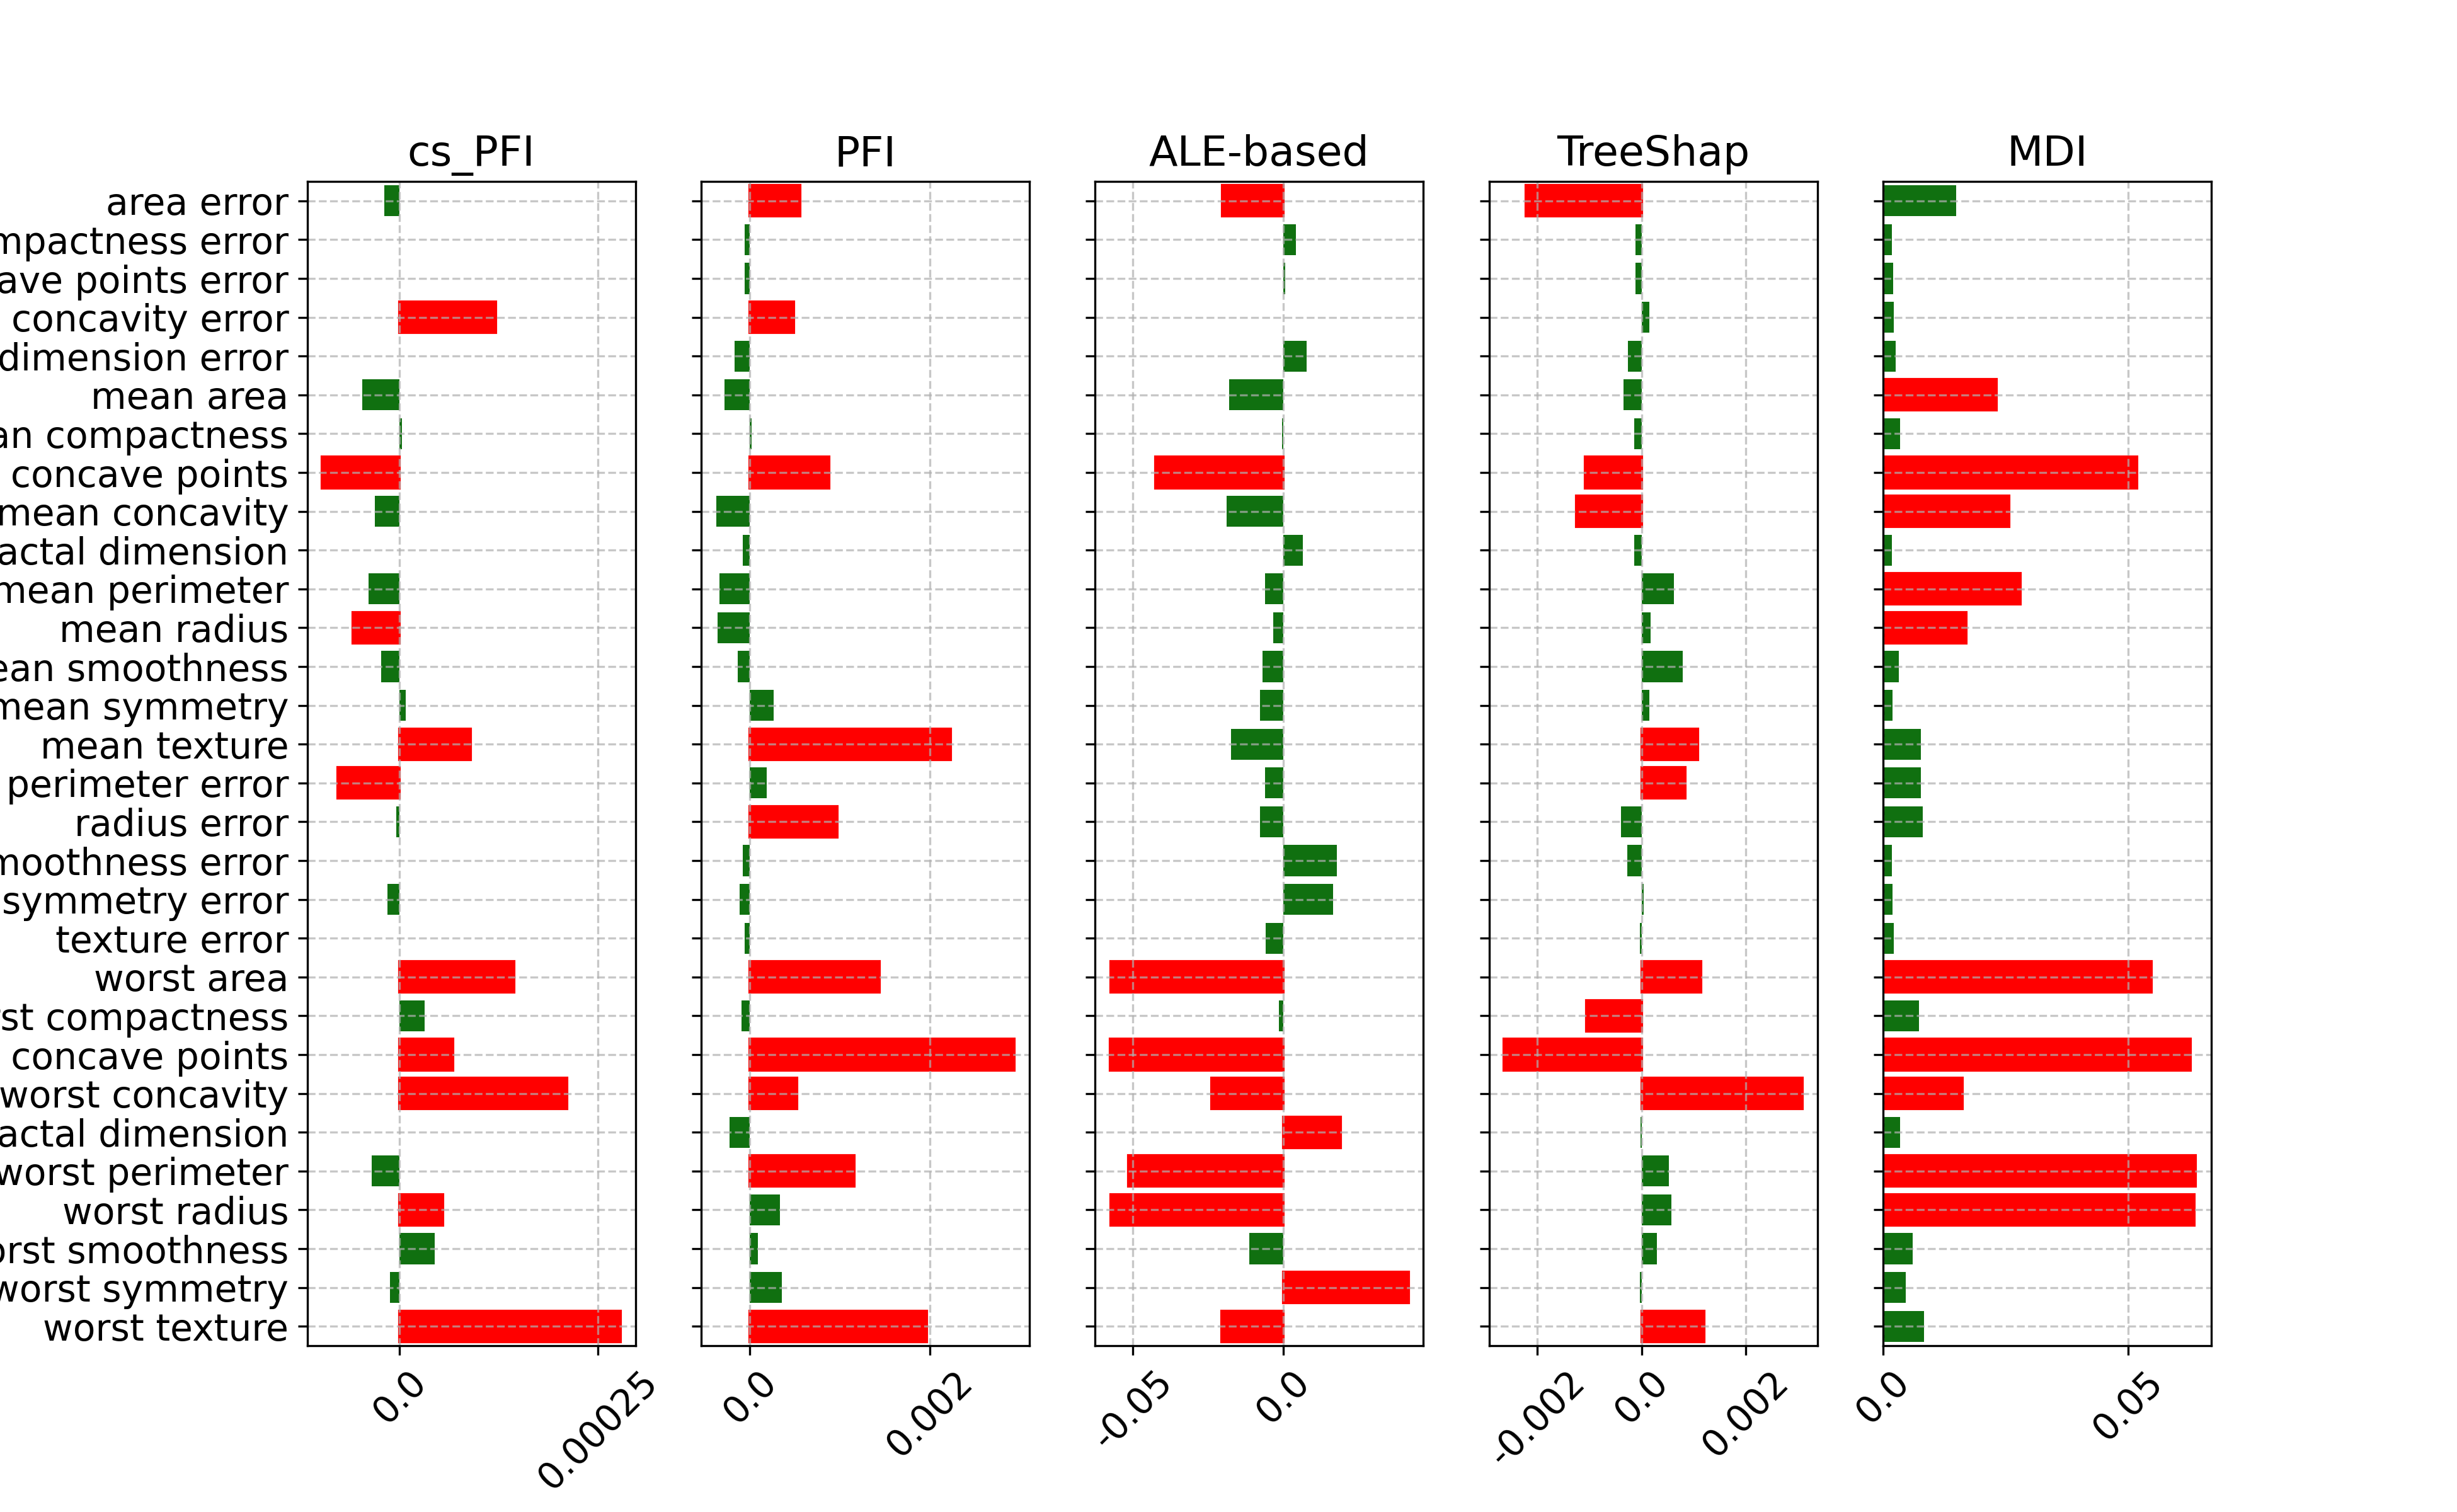 cs_PFI
PFI
ALE-based
TreeShap
MDI
area error
mpactness error
ave points error
concavity error
dimension error
mean area
an compactness
concave points
mean concavity
actal dimension
mean perimeter
mean radius
ean smoothness
mean symmetry
mean texture
perimeter error
radius error
moothness error
symmetry error
texture error
worst area
st compactness
concave points
worst concavity
actal dimension
worst perimeter
worst radius
orst smoothness
worst symmetry
worst texture
0.0
0.00025
0.0
0.002
-0.05
0.0
-0.002
0.0
0.002
0.0
0.05